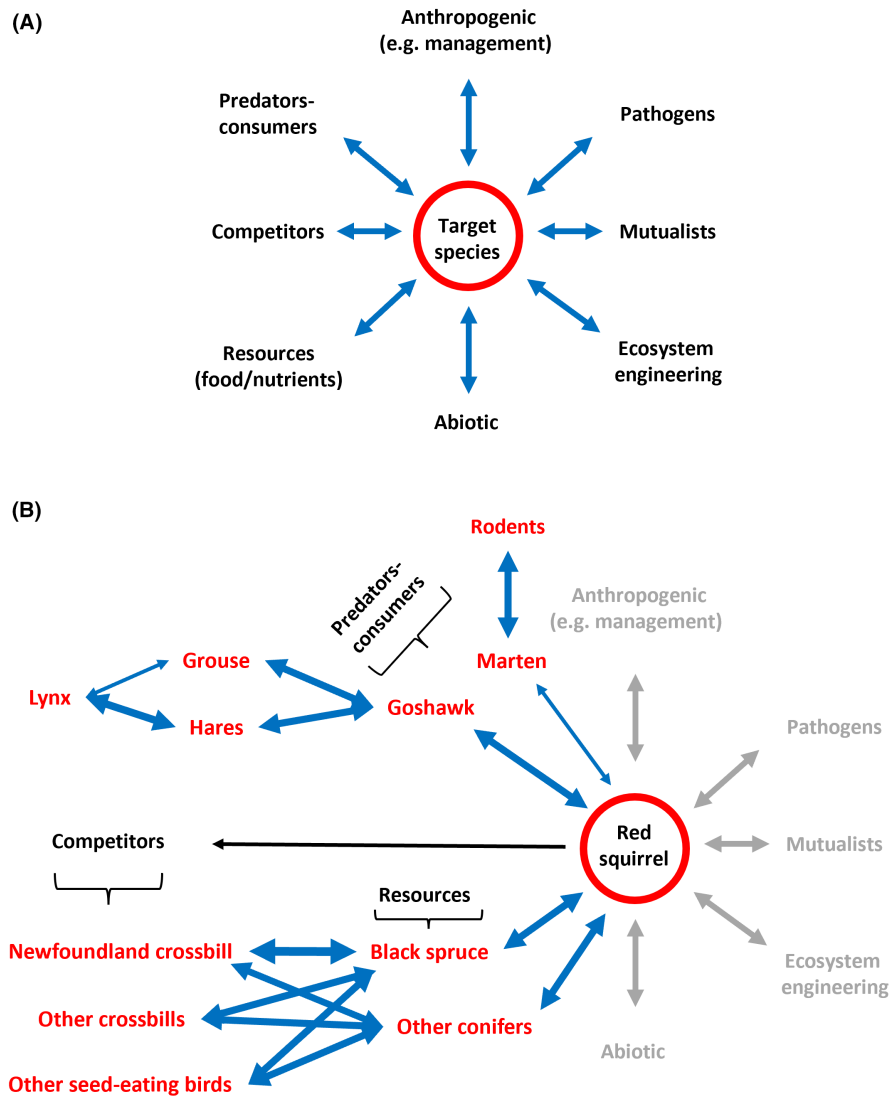 (A)
Anthropogenic
(e.g. management)
Predators-
consumers
Pathogens
Competitors
Target
species
Mutualists
Resources
(food/nutrients)
Ecosystem
engineering
Abiotic
(B)
Rodents
Predators-
consumers
Anthropogenic
(e.g. management)
Grouse
Marten
Lynx
Goshawk
Hares
Pathogens
Competitors
Red
squirrel
Mutualists
Resources
Newfoundland crossbill
Black spruce
Ecosystem
engineering
Other crossbills
Other conifers
Abiotic
Other seed-eating birds